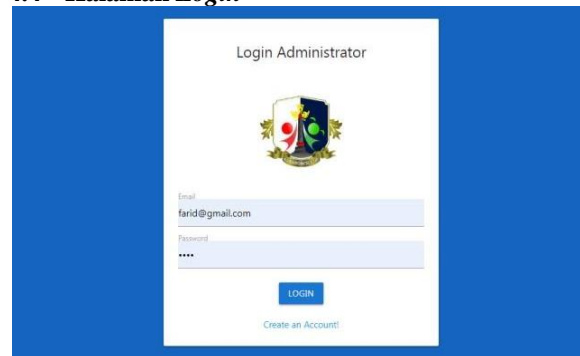 Login Administrator
Email
farid@gmail.com
Password
••••
LOGIN
Create an Account!